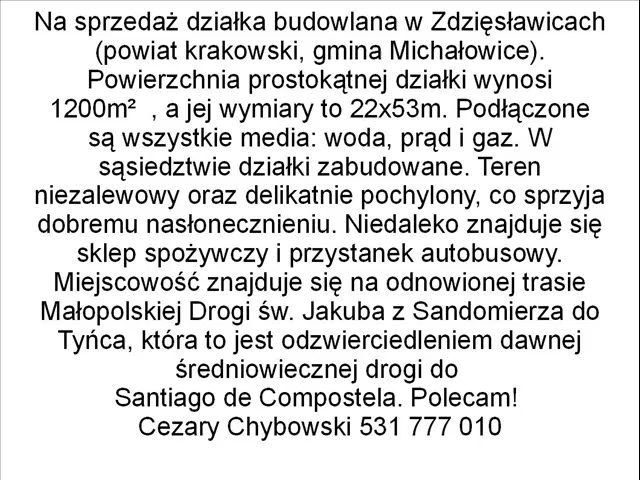 Na sprzedaż działka budowlana w Zdzięsławicach
(powiat krakowski, gmina Michałowice).
Powierzchnia prostokątnej działki wynosi
1200m² , a jej wymiary to 22x53m. Podłączone
są wszystkie media: woda, prąd i gaz. W
sąsiedztwie działki zabudowane. Teren
niezalewowy oraz delikatnie pochylony, co sprzyja
dobremu nasłonecznieniu. Niedaleko znajduje się
sklep spożywczy i przystanek autobusowy.
Miejscowość znajduje się na odnowionej trasie
Małopolskiej Drogi św. Jakuba z Sandomierza do
Tyńca, która to jest odzwierciedleniem dawnej
średniowiecznej drogi do
Santiago de Compostela. Polecam!
Cezary Chybowski 531 777 010